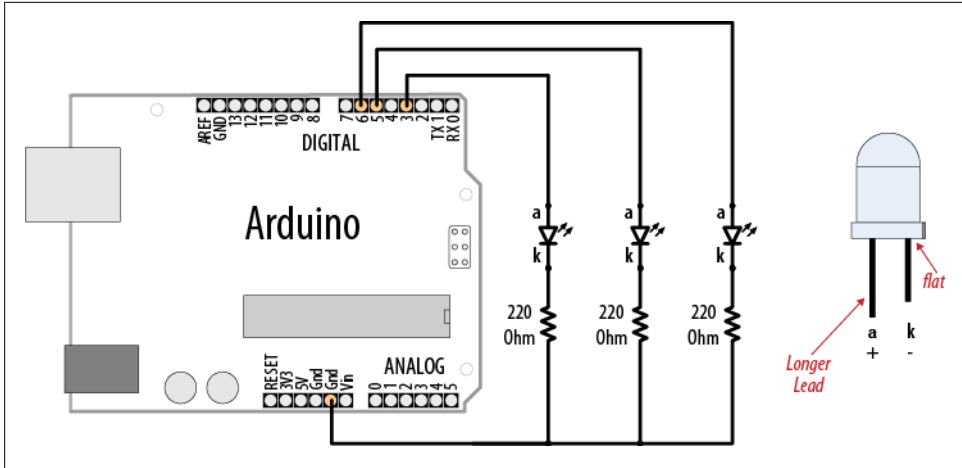 AREF
GND
13
12
11
10
9
8
7
6
5
4
3
2
TX 1
RX 0
DIGITAL
Arduino
a
k
220
Ohm
a
k
220
Ohm
a
k
220
Ohm
RESET
3V3
5V
Gnd
Gnd
Vin
ANALOG
0
1
2
3
4
5
flat
a
+
k
-
Longer
Lead